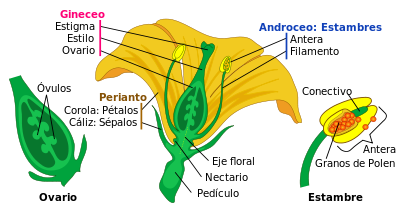 Gineceo
Estigma
Estilo
Ovario
Androceo: Estambres
Antera
Filamento
Óvulos
Perianto
Corola: Pétalos
Cáliz: Sépalos
Conectivo
Eje floral
Nectario
Pedículo
Antera
Granos de Polen
Ovario
Estambre